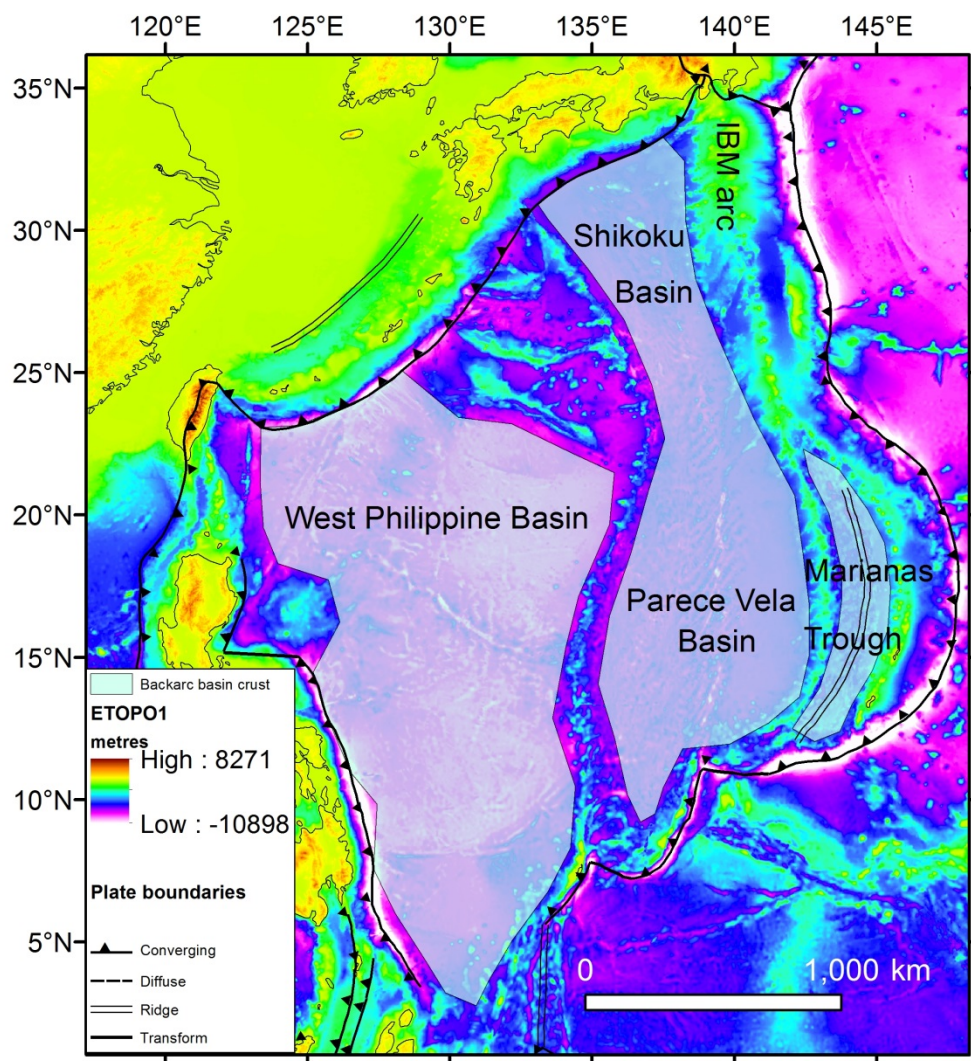 120°E 125°E 130°E 135°E 140°E 145°E
35°N
30°N
25°N
20°N
15°N
10°N
5°N
IBM arc
Shikoku
Basin
West Philippine Basin
Parece Vela
Basin
Marianas
Trough
Backarc basin crust
ETOPO1
metres
High : 8271
Low : -10898
Plate boundaries
Converging
Diffuse
Ridge
Transform
0 1,000 km